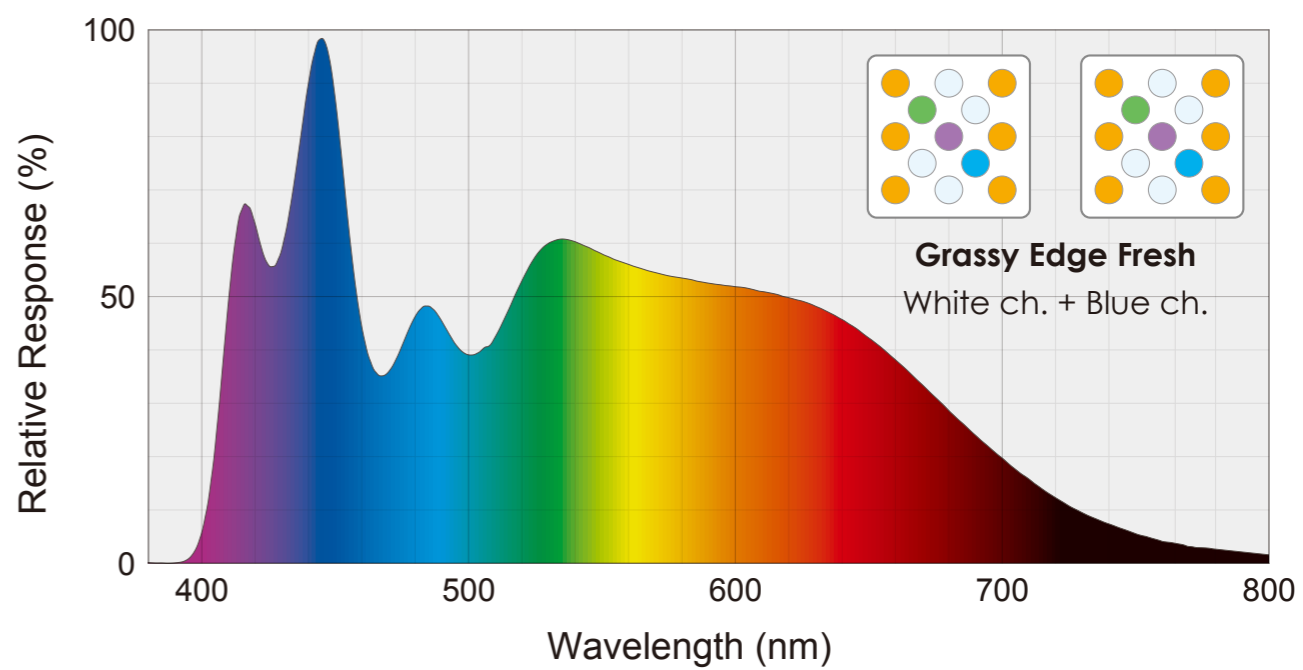 Relative Response (%)
100
50
0
Grassy Edge Fresh
White ch. + Blue ch.
400
500
600
700
800
Wavelength (nm)